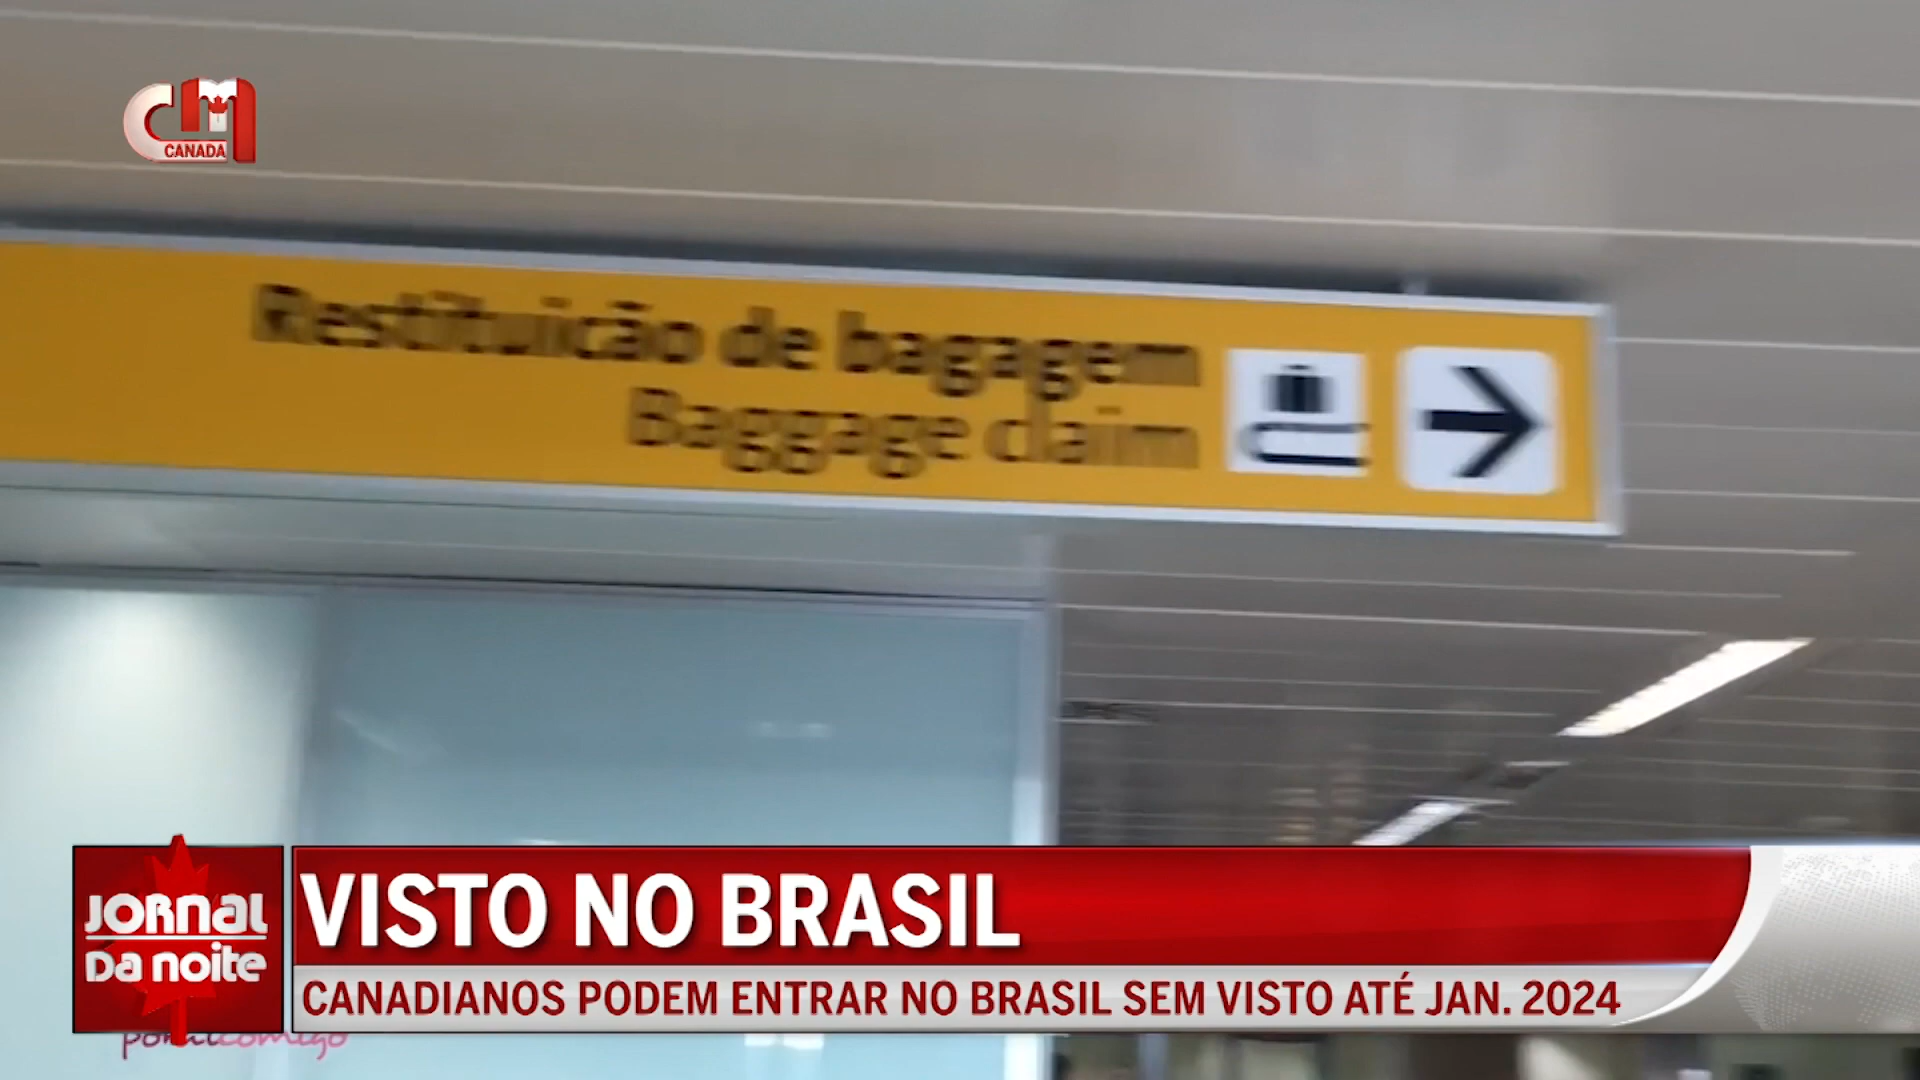 CM
CANADA
Restituição de bagagem
Baggage claim
JORNAL
DA NOITE
VISTO NO BRASIL
CANADIANOS PODEM ENTRAR NO BRASIL SEM VISTO ATÉ JAN. 2024